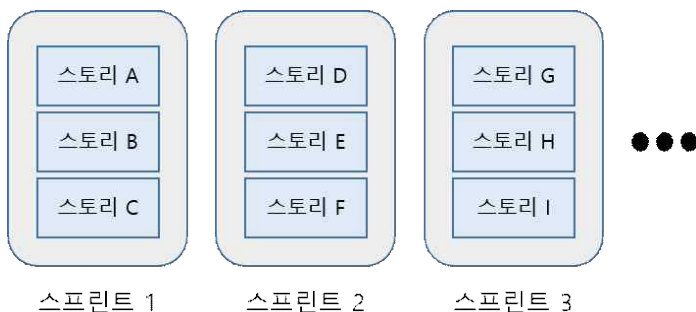 스토리 A
스토리 B
스토리 C
스프린트 1
스토리 D
스토리 E
스토리 F
스프린트 2
스토리 G
스토리 H
스토리 I
스프린트 3